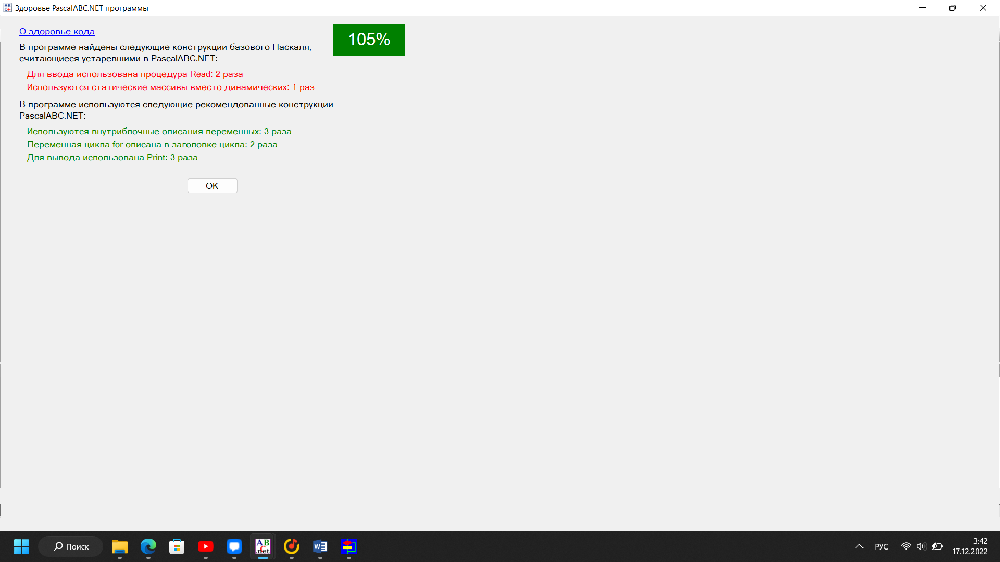 Здоровье PascalABC.NET программы
О здоровье кода
105%
В программе найдены следующие конструкции базового Паскаля,
считающиеся устаревшими в PascalABC.NET:
Для ввода использована процедура Read: 2 раза
Используются статические массивы вместо динамических: 1 раз
В программе используются следующие рекомендованные конструкции
PascalABC.NET:
Используются внутриблочные описания переменных: 3 раза
Переменная цикла for описана в заголовке цикла: 2 раза
Для вывода использована Print: 3 раза
OK
Поиск
РУС
3:42
17.12.2022